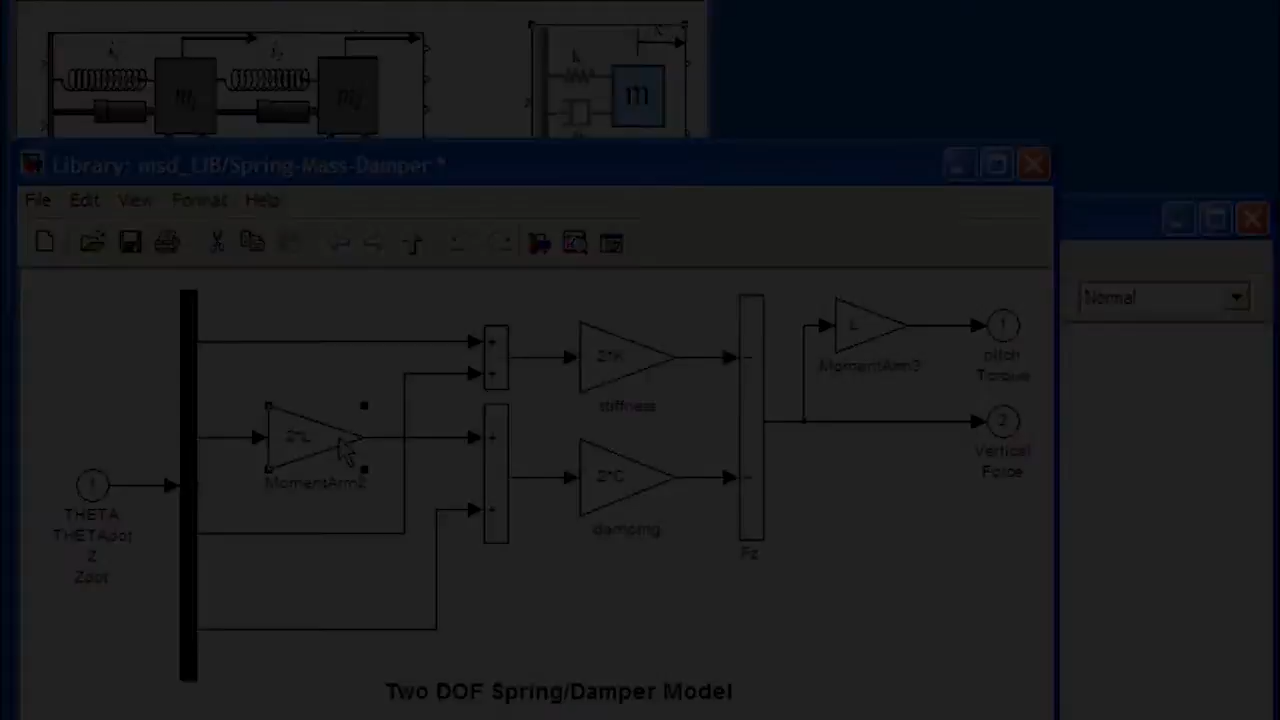 k
m
Library: msd_LIB/Spring-Mass-Damper *
File Edit View Format Help
Normal
2*K
L
MomentArm3
1
pitch
Torque
stiffness
2*L
MomentArm2
2
Vertical
Force
1
THETA
THETAdot
Z
Zdot
2*C
damping
Fz
Two DOF Spring/Damper Model